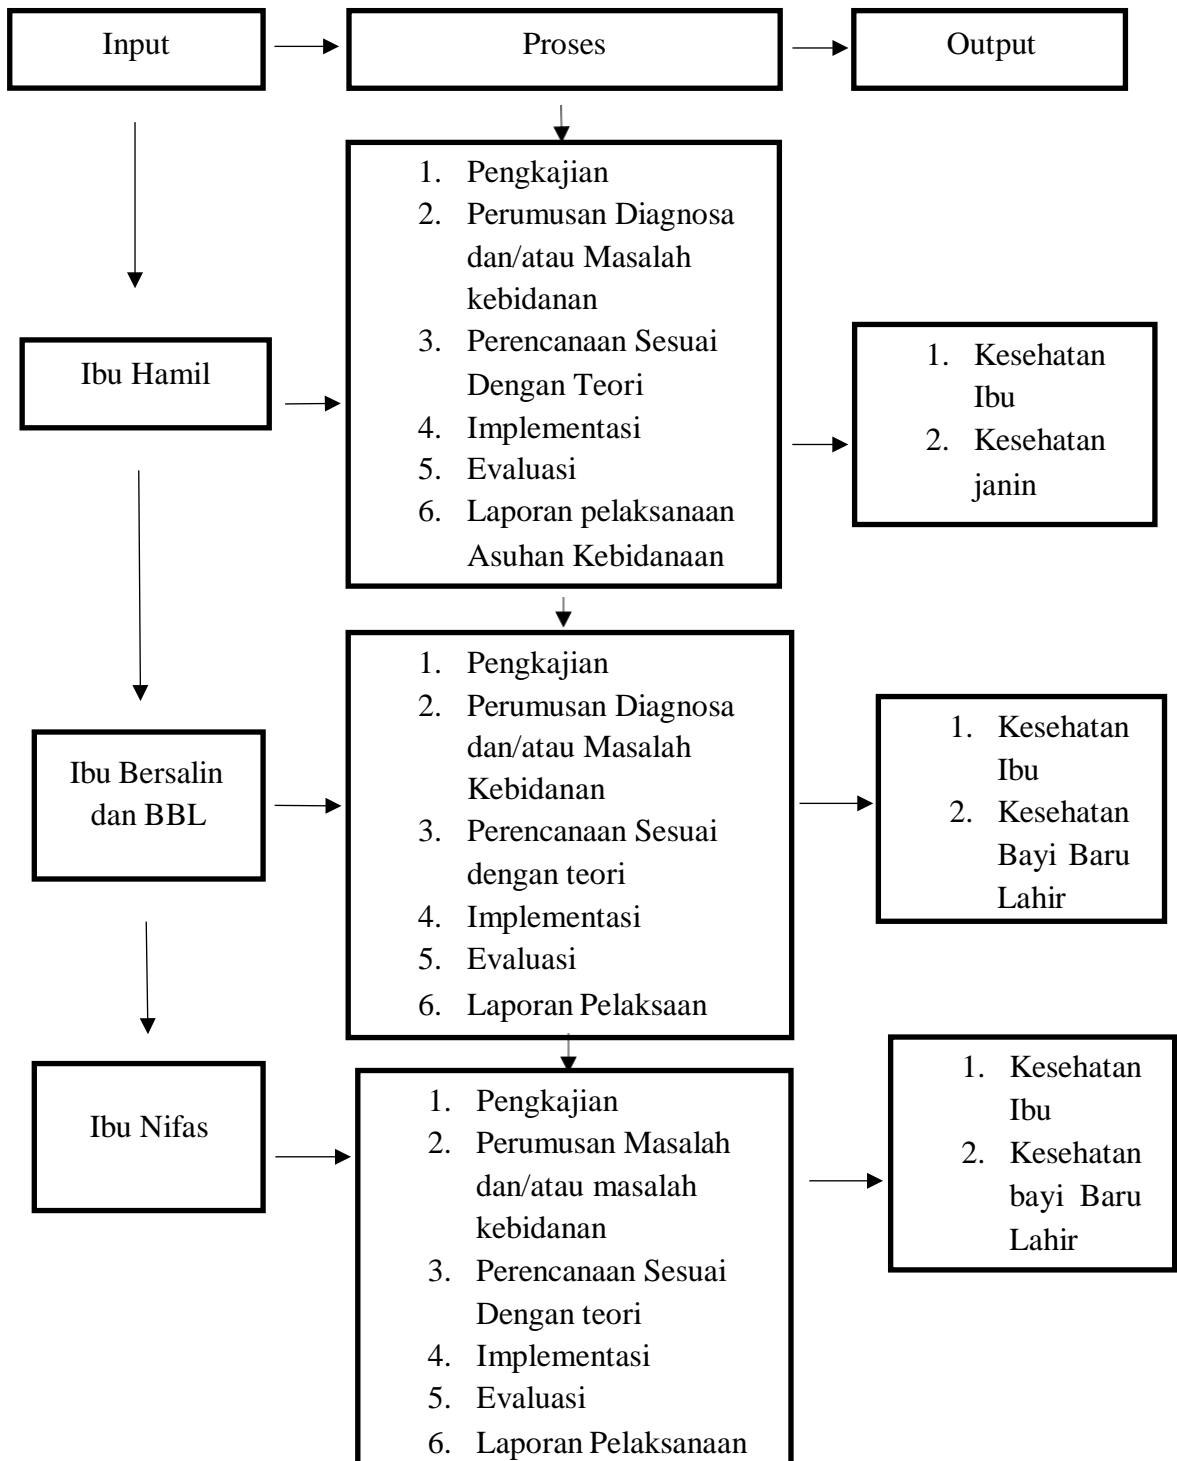 Input
Proses
Output
1. Pengkajian
2. Perumusan Diagnosa
dan/atau Masalah
kebidanan
3. Perencanaan Sesuai
Dengan Teori
4. Implementasi
5. Evaluasi
6. Laporan pelaksanaan
Asuhan Kebidanaan
Ibu Hamil
1. Kesehatan
Ibu
2. Kesehatan
janin
1. Pengkajian
2. Perumusan Diagnosa
dan/atau Masalah
Kebidanan
3. Perencanaan Sesuai
dengan teori
4. Implementasi
5. Evaluasi
6. Laporan Pelaksaan
Ibu Bersalin
dan BBL
1. Kesehatan
Ibu
2. Kesehatan
Bayi Baru
Lahir
Ibu Nifas
1. Pengkajian
2. Perumusan Masalah
dan/atau masalah
kebidanan
3. Perencanaan Sesuai
Dengan teori
4. Implementasi
5. Evaluasi
6. Laporan Pelaksanaan
1. Kesehatan
Ibu
2. Kesehatan
bayi Baru
Lahir